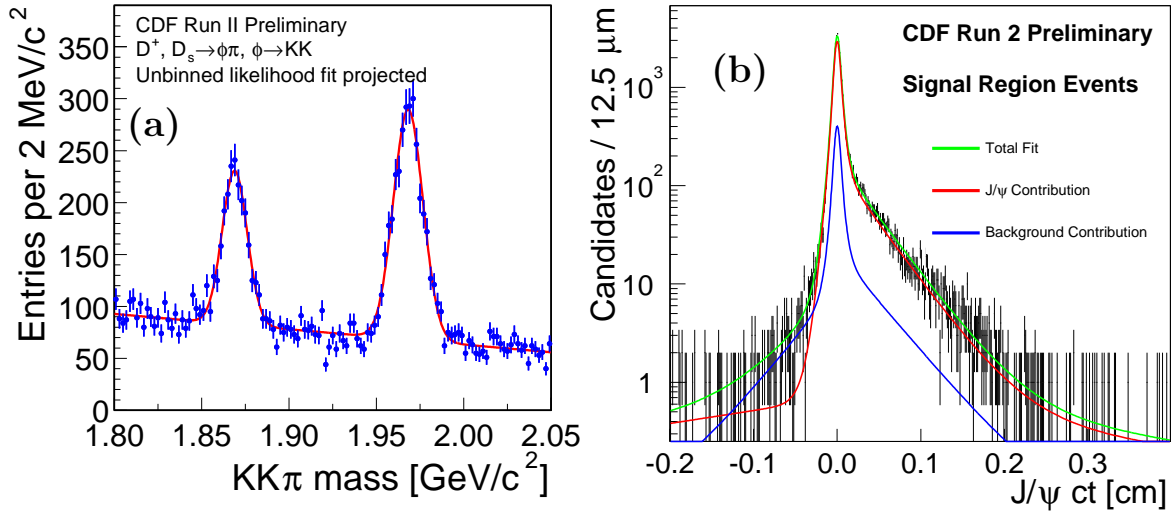 CDF Run II Preliminary
D⁺, Dₛ→ϕπ, ϕ→KK
Unbinned likelihood fit projected
(a)
Entries per 2 MeV/c²
350
300
250
200
150
100
50
0
1.80 1.85 1.90 1.95 2.00 2.05
KKπ mass [GeV/c²]
CDF Run 2 Preliminary
(b)
Signal Region Events
Total Fit
J/ψ Contribution
Background Contribution
Candidates / 12.5 μm
10³
10²
10
1
-0.2 -0.1 0.0 0.1 0.2 0.3
J/ψ ct [cm]